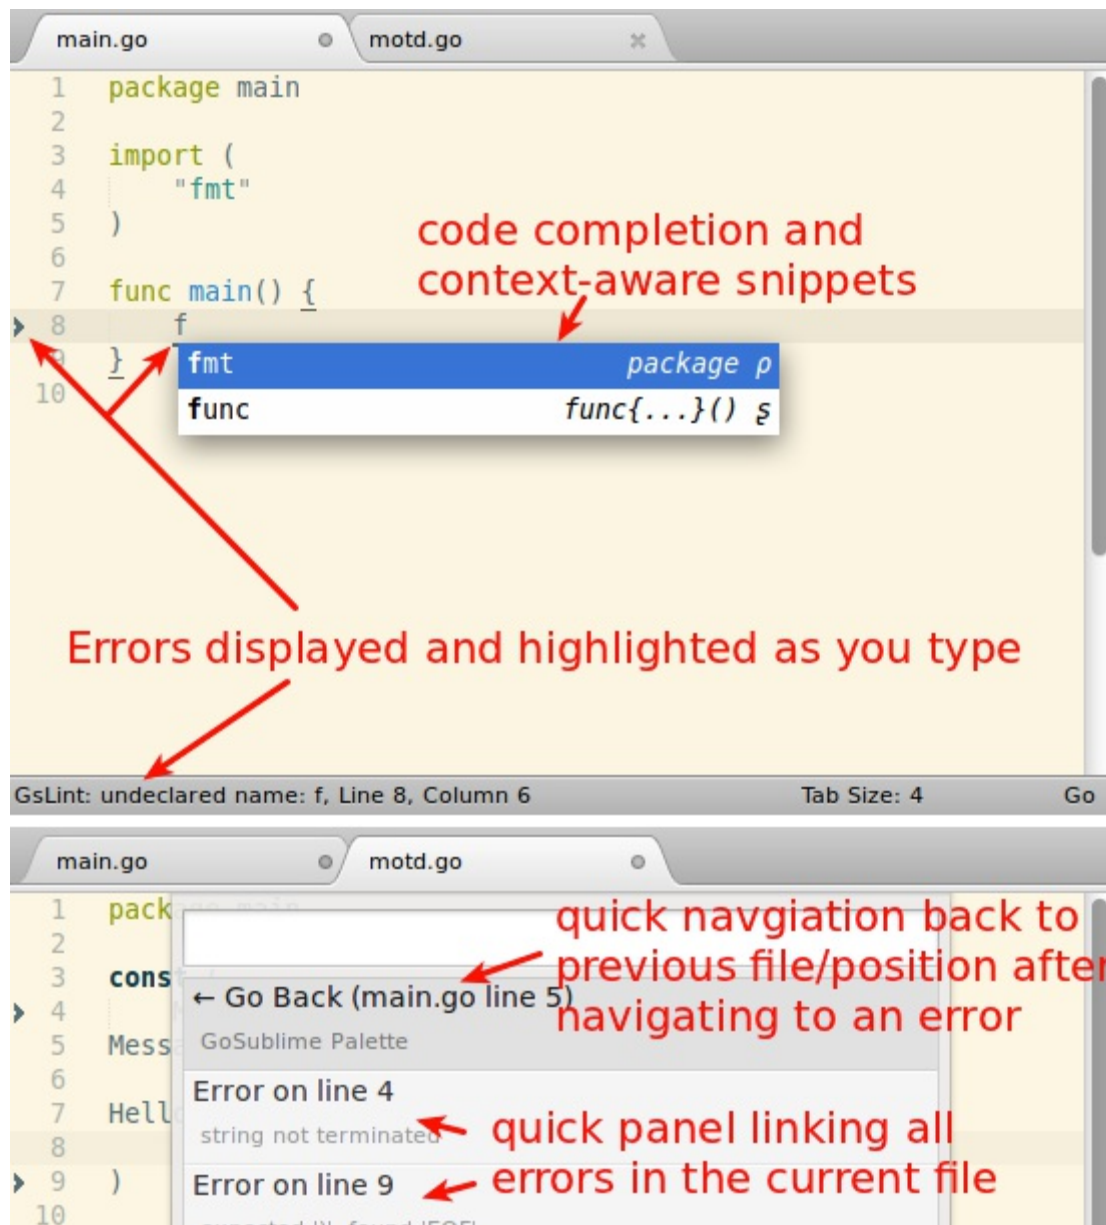 main.go motd.go
1 package main
2
3 import (
4 "fmt"
5 )
6
7 func main() {
8 f
9 }
10
fmt package ρ
func func{...}() ʂ
code completion and
context-aware snippets
Errors displayed and highlighted as you type
GsLint: undeclared name: f, Line 8, Column 6 Tab Size: 4 Go
main.go motd.go
1 pack
2
3 cons
4
5 Mess
6
7 Hell
8
9 )
10
← Go Back (main.go line 5)
GoSublime Palette
Error on line 4
string not terminated
Error on line 9
quick navgiation back to
previous file/position after
navigating to an error
quick panel linking all
errors in the current file